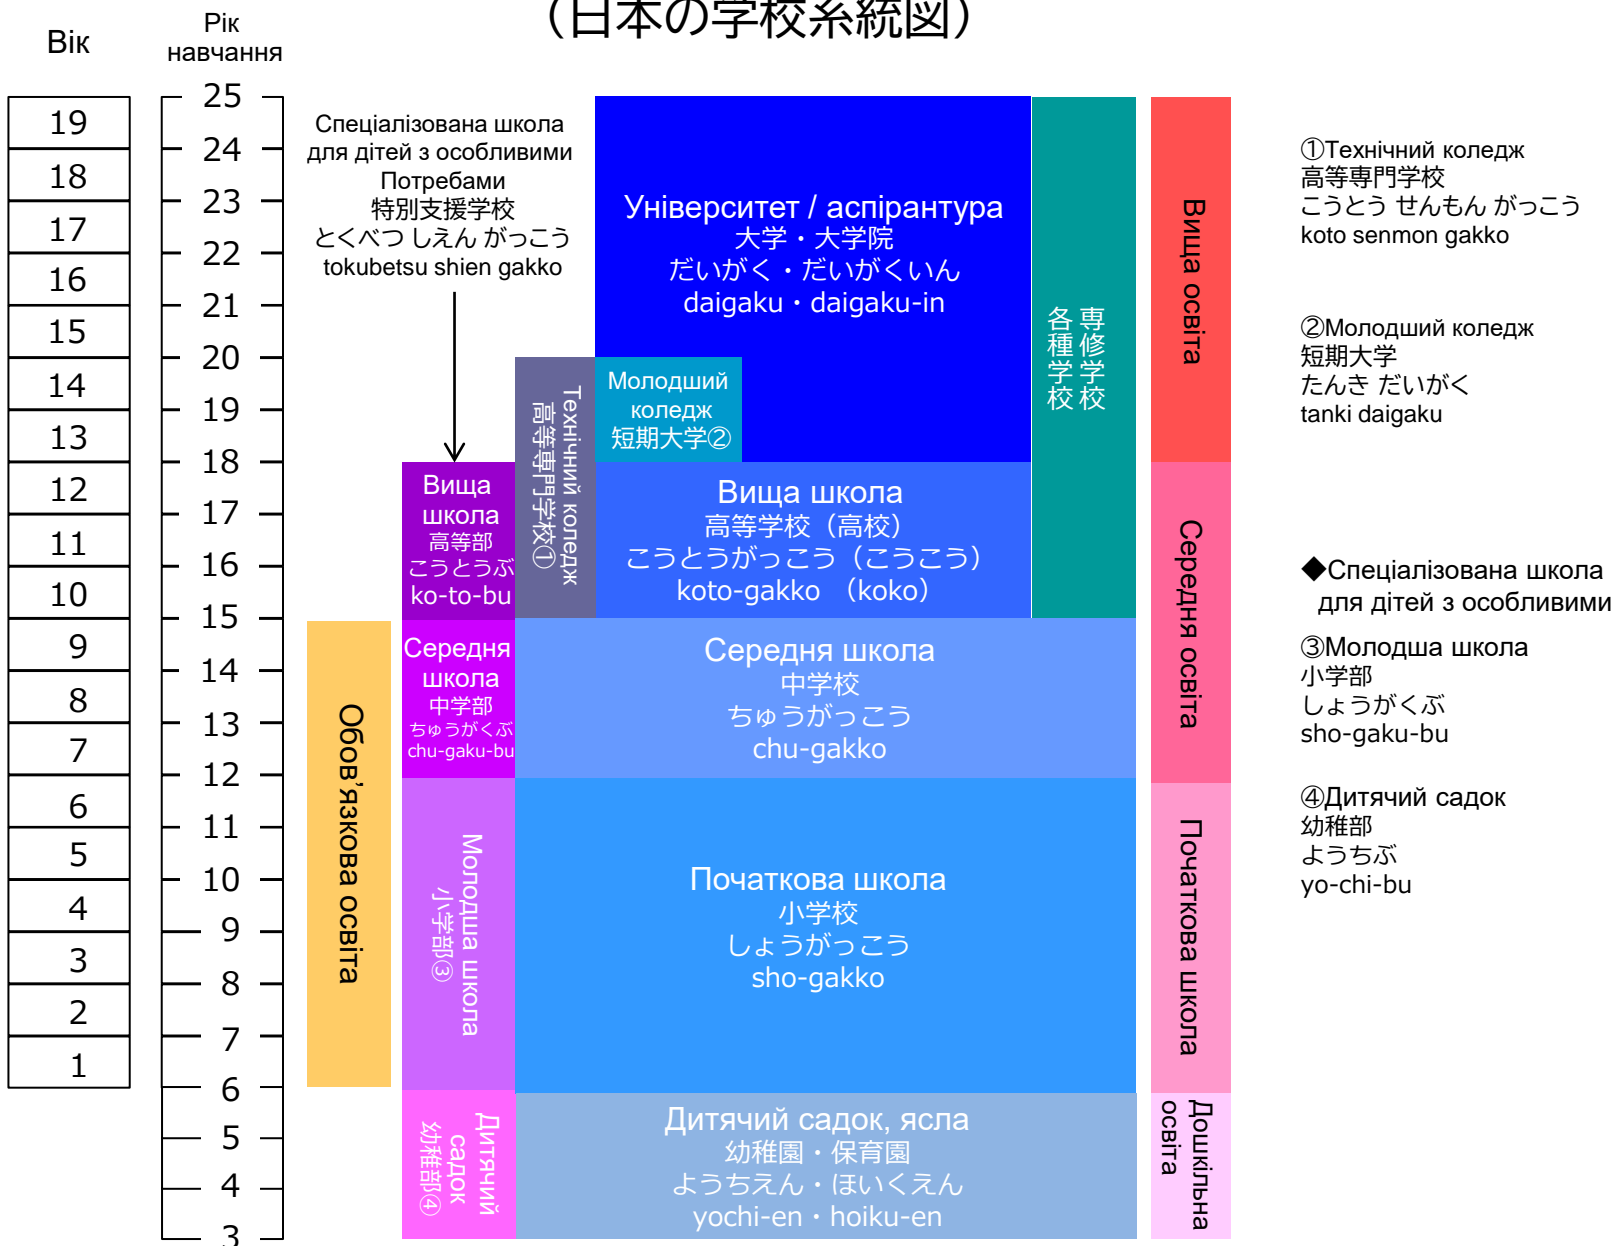 （日本の学校系統図）
Вік
Рік
навчання
19
18
17
16
15
14
13
12
11
10
9
8
7
6
5
4
3
2
1
25
24
23
22
21
20
19
18
17
16
15
14
13
12
11
10
9
8
7
6
5
4
3
Спеціалізована школа
для дітей з особливими
Потребами
特別支援学校
とくべつ しえん がっこう
tokubetsu shien gakko
Університет / аспірантура
大学・大学院
だいがく・だいがくいん
daigaku・daigaku-in
専修学校
各種学校
Молодший
коледж
短期大学②
Технічний коледж
高等専門学校①
Вища
школа
高等部
こうとうぶ
ko-to-bu
Вища школа
高等学校（高校）
こうとうがっこう（こうこう）
koto-gakko （koko）
Середня
школа
中学部
ちゅうがくぶ
chu-gaku-bu
Середня школа
中学校
ちゅうがっこう
chu-gakko
Обов’язкова освіта
Молодша школа
小学部③
Початкова школа
小学校
しょうがっこう
sho-gakko
Дитячий
садок
幼稚部④
Дитячий садок, ясла
幼稚園・保育園
ようちえん・ほいくえん
yochi-en・hoiku-en
Вища освіта
Середня освіта
Початкова школа
Дошкільна
освіта
①Технічний коледж
高等専門学校
こうとう せんもん がっこう
koto senmon gakko
②Молодший коледж
短期大学
たんき だいがく
tanki daigaku
◆Спеціалізована школа
для дітей з особливими
③Молодша школа
小学部
しょうがくぶ
sho-gaku-bu
④Дитячий садок
幼稚部
ようちぶ
yo-chi-bu